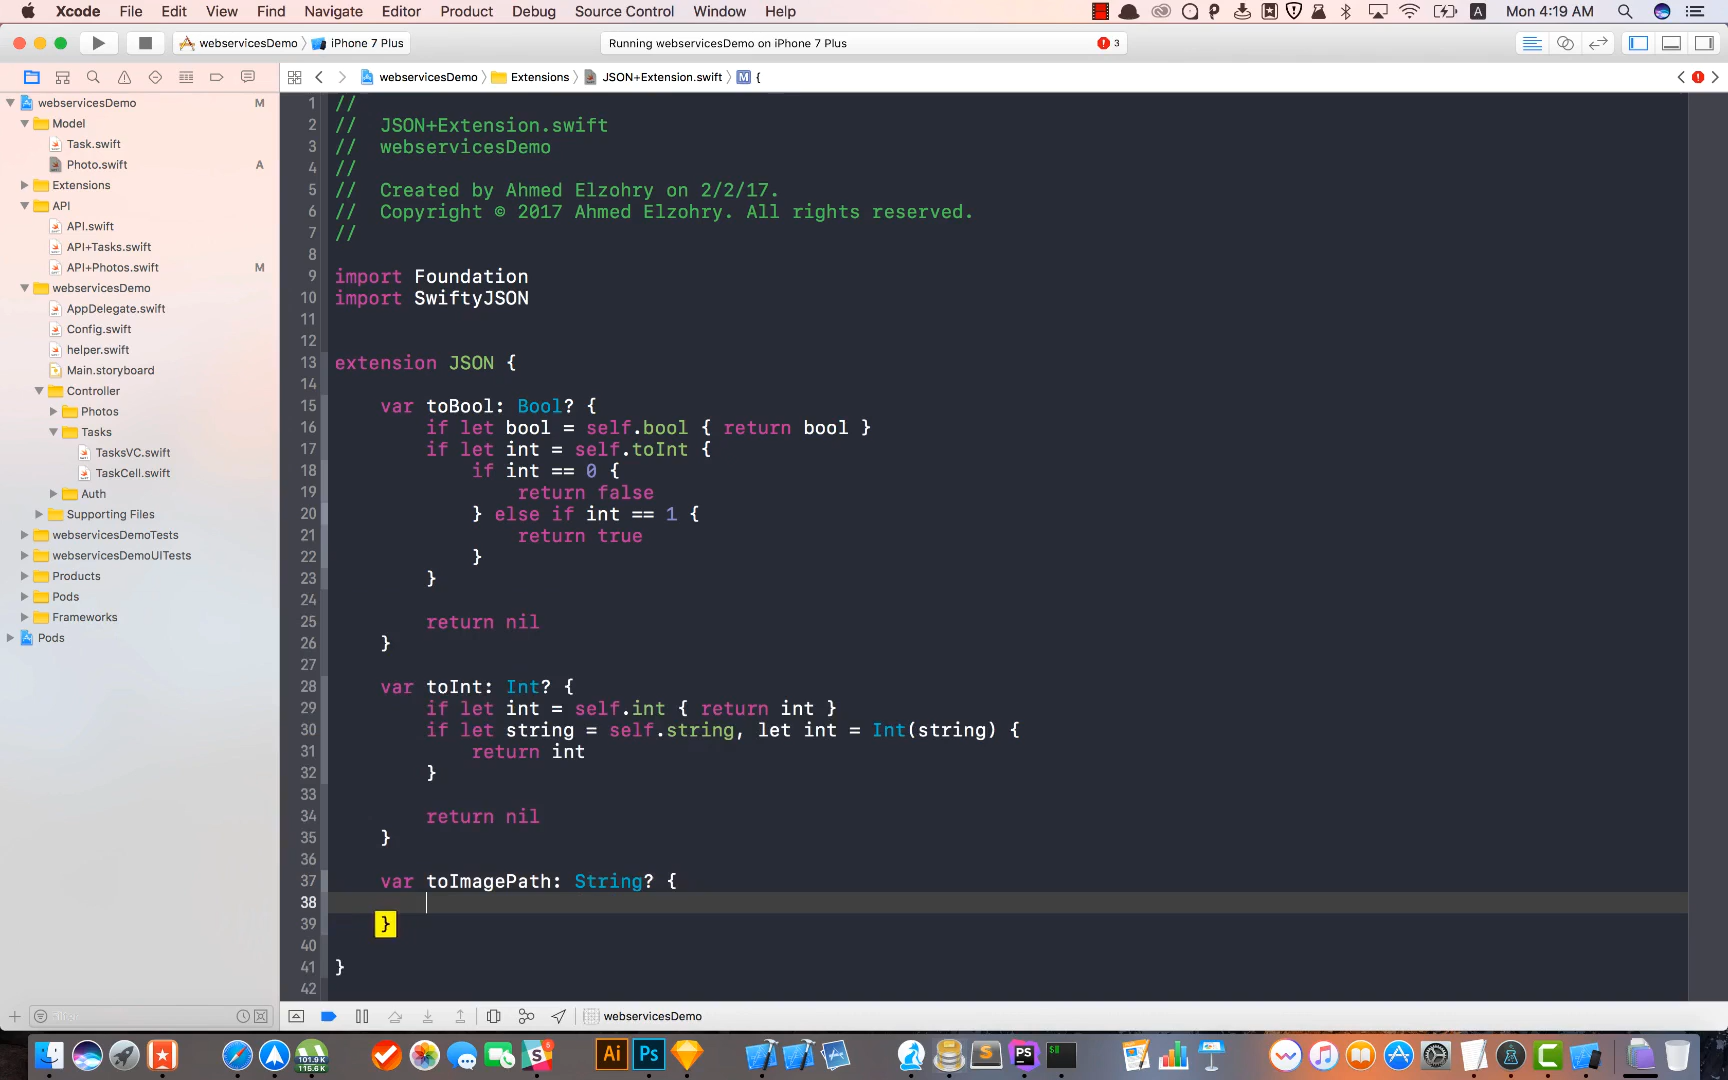 Xcode File Edit View Find Navigate Editor Product Debug Source Control Window Help A Mon 4:19 AM
webservicesDemo iPhone 7 Plus Running webservicesDemo on iPhone 7 Plus 3
webservicesDemo Extensions JSON+Extension.swift M {
webservicesDemo M
Model
Task.swift
Photo.swift A
Extensions
API
API.swift
API+Tasks.swift
API+Photos.swift M
webservicesDemo
AppDelegate.swift
Config.swift
helper.swift
Main.storyboard
Controller
Photos
Tasks
TasksVC.swift
TaskCell.swift
Auth
Supporting Files
webservicesDemoTests
webservicesDemoUITests
Products
Pods
Frameworks
Pods
1 //
2 // JSON+Extension.swift
3 // webservicesDemo
4 //
5 // Created by Ahmed Elzohry on 2/2/17.
6 // Copyright © 2017 Ahmed Elzohry. All rights reserved.
7 //
8
9 import Foundation
10 import SwiftyJSON
11
12
13 extension JSON {
14
15 var toBool: Bool? {
16 if let bool = self.bool { return bool }
17 if let int = self.toInt {
18 if int == 0 {
19 return false
20 } else if int == 1 {
21 return true
22 }
23 }
24
25 return nil
26 }
27
28 var toInt: Int? {
29 if let int = self.int { return int }
30 if let string = self.string, let int = Int(string) {
31 return int
32 }
33
34 return nil
35 }
36
37 var toImagePath: String? {
38
39 }
40
41 }
42
webservicesDemo
101.9 K
115.6 K
Ai Ps S PS $ C